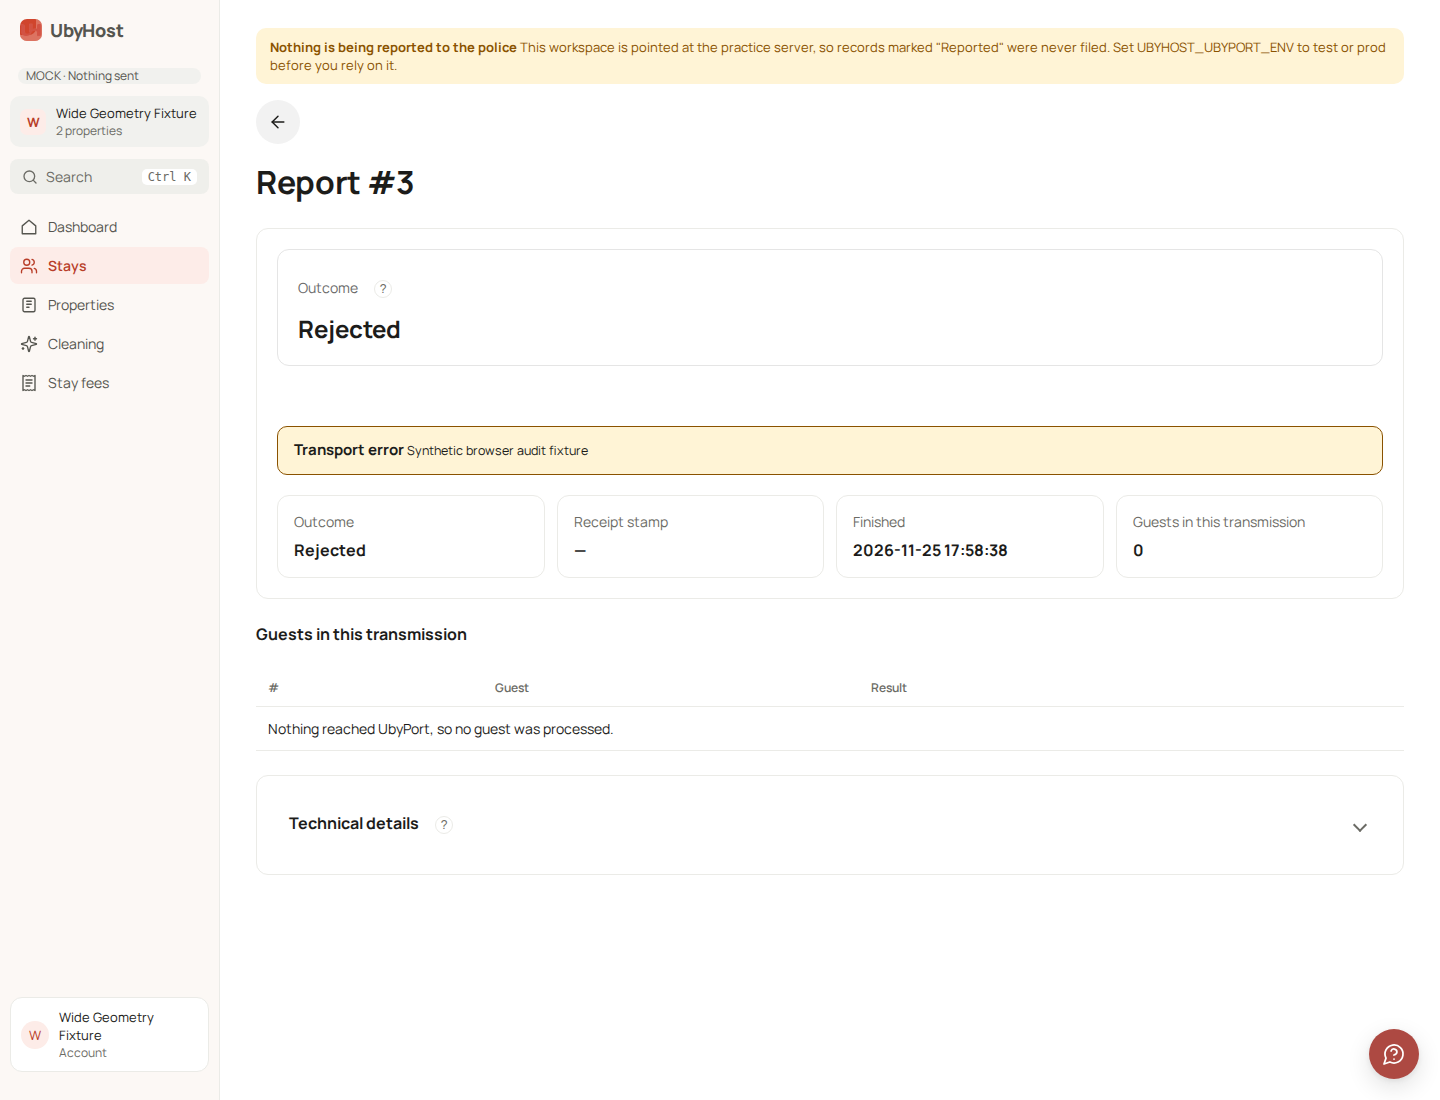 UbyHost
MOCK · Nothing sent
W
Wide Geometry Fixture
2 properties
Search
Ctrl K
Dashboard
Stays
Properties
Cleaning
Stay fees
W
Wide Geometry
Fixture
Account
Nothing is being reported to the police This workspace is pointed at the practice server, so records marked "Reported" were never filed. Set UBYHOST_UBYPORT_ENV to test or prod
before you rely on it.
Report #3
Outcome ?
Rejected
Transport error Synthetic browser audit fixture
Outcome
Rejected
Receipt stamp
—
Finished
2026-11-25 17:58:38
Guests in this transmission
0
Guests in this transmission
# Guest Result
Nothing reached UbyPort, so no guest was processed.
Technical details ?